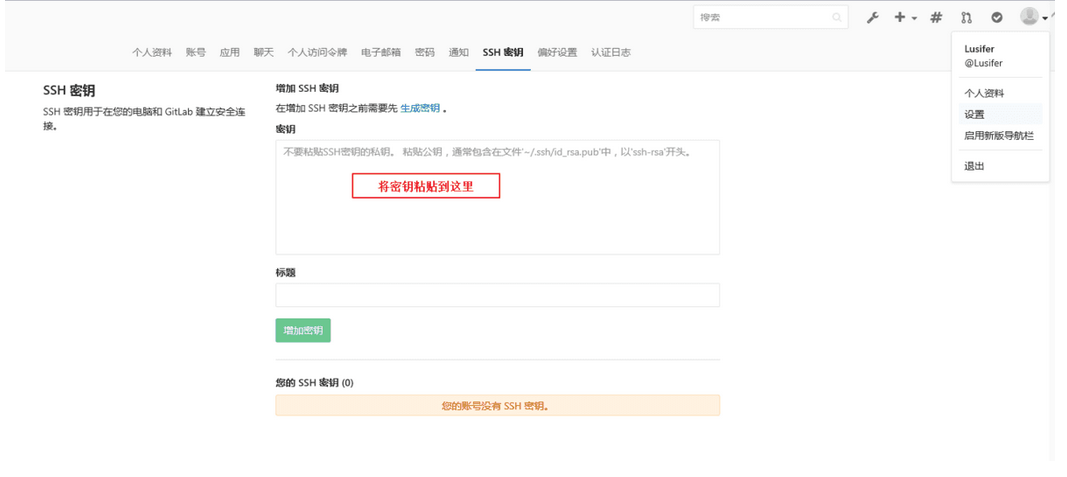 搜索
Lusifer
@Lusifer
个人资料
设置
启用新版导航栏
退出
个人资料 账号 应用 聊天 个人访问令牌 电子邮箱 密码 通知 SSH 密钥 偏好设置 认证日志
SSH 密钥
SSH 密钥用于在您的电脑和 GitLab 建立安全连
接。
增加 SSH 密钥
在增加 SSH 密钥之前需要先 生成密钥 。
密钥
不要粘贴SSH密钥的私钥。 粘贴公钥，通常包含在文件'~/.ssh/id_rsa.pub'中，以'ssh-rsa'开头。
将密钥粘贴到这里
标题
增加密钥
您的 SSH 密钥 (0)
您的账号没有 SSH 密钥。